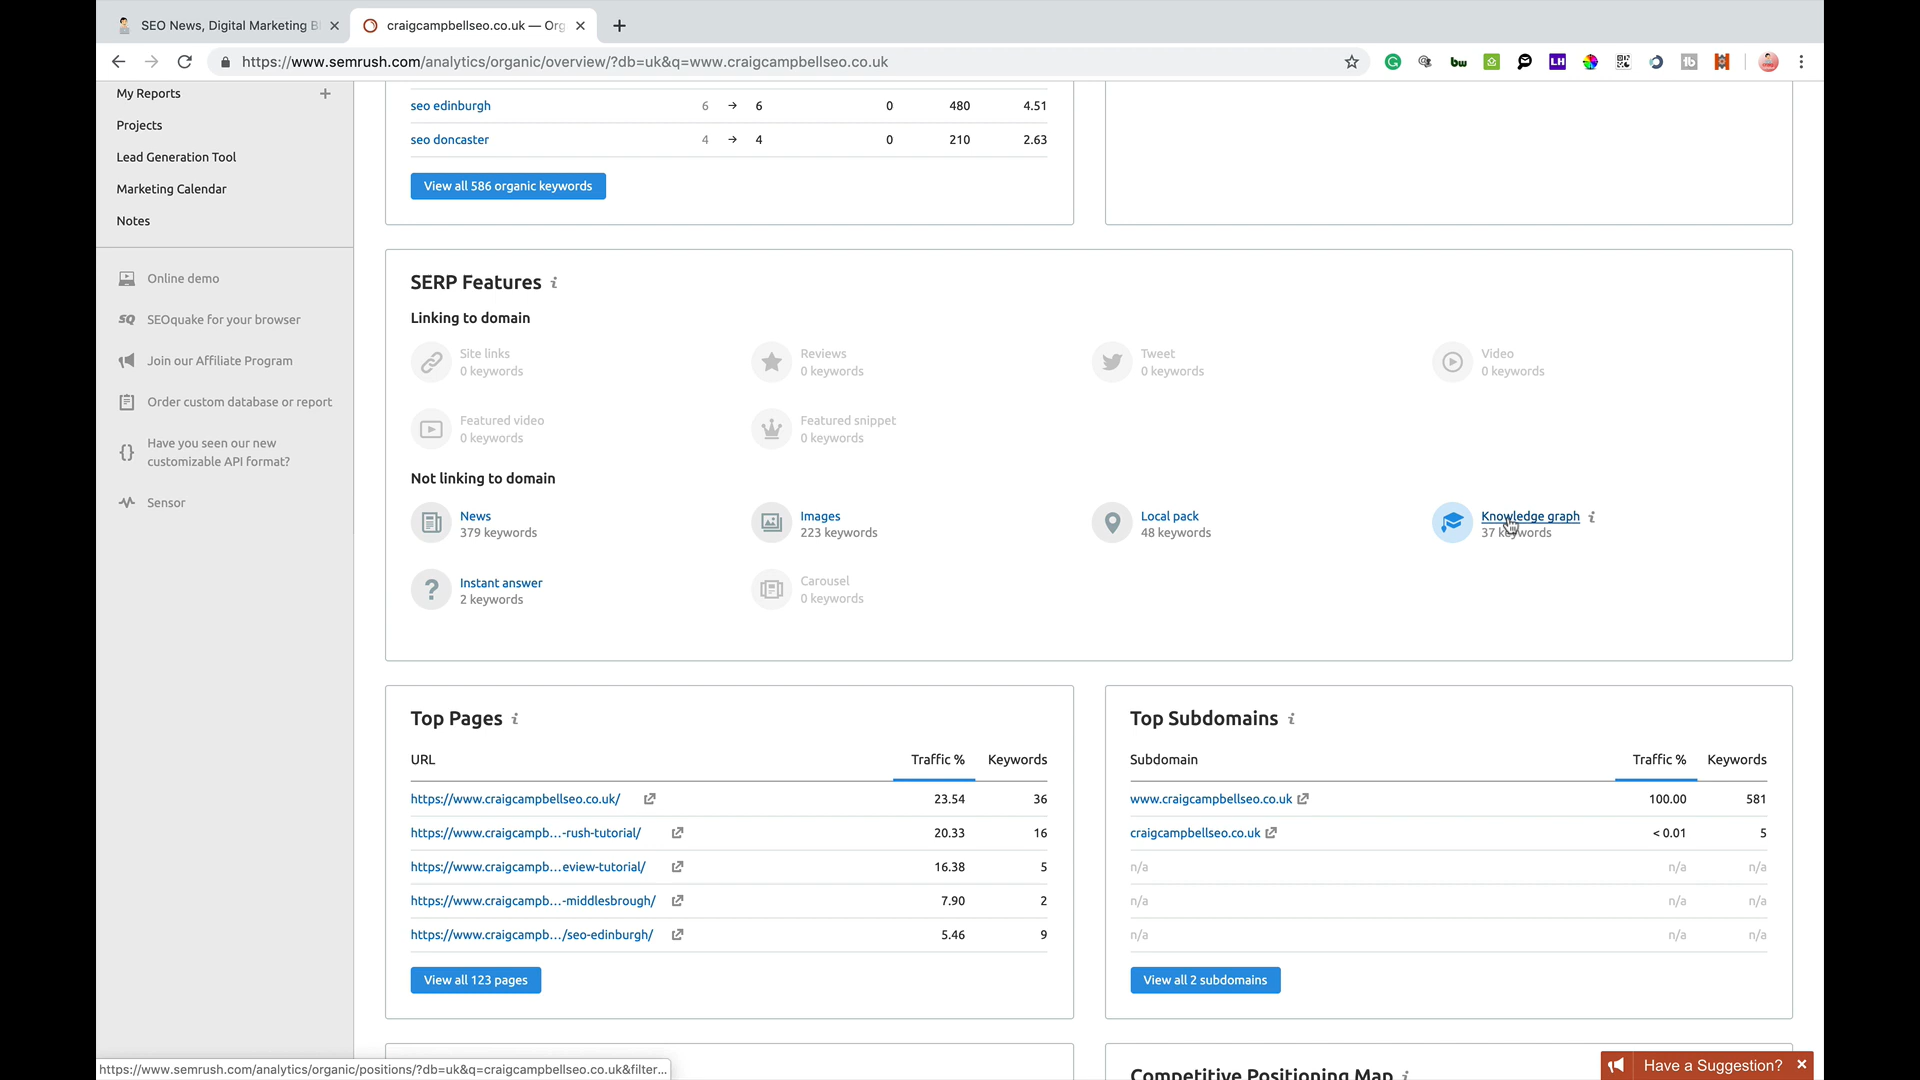 SEO News, Digital Marketing B
craigcampbellseo.co.uk — Org
https://www.semrush.com/analytics/organic/overview/?db=uk&q=www.craigcampbellseo.co.uk
bw
LH
tb
My Reports
Projects
Lead Generation Tool
Marketing Calendar
Notes
Online demo
SQ SEOquake for your browser
Join our Affiliate Program
Order custom database or report
Have you seen our new
customizable API format?
Sensor
seo edinburgh 6 → 6 0 480 4.51
seo doncaster 4 → 4 0 210 2.63
View all 586 organic keywords
SERP Features i
Linking to domain
Site links
0 keywords
Reviews
0 keywords
Tweet
0 keywords
Video
0 keywords
Featured video
0 keywords
Featured snippet
0 keywords
Not linking to domain
News
379 keywords
Images
223 keywords
Local pack
48 keywords
Knowledge graph i
37 keywords
Instant answer
2 keywords
Carousel
0 keywords
Top Pages i
URL Traffic % Keywords
https://www.craigcampbellseo.co.uk/ 23.54 36
https://www.craigcampb...-rush-tutorial/ 20.33 16
https://www.craigcampb...eview-tutorial/ 16.38 5
https://www.craigcampb...-middlesbrough/ 7.90 2
https://www.craigcampb.../seo-edinburgh/ 5.46 9
View all 123 pages
Top Subdomains i
Subdomain Traffic % Keywords
www.craigcampbellseo.co.uk 100.00 581
craigcampbellseo.co.uk < 0.01 5
n/a n/a n/a
n/a n/a n/a
n/a n/a n/a
View all 2 subdomains
Competitive Positioning Map i
https://www.semrush.com/analytics/organic/positions/?db=uk&q=craigcampbellseo.co.uk&filter...
Have a Suggestion?